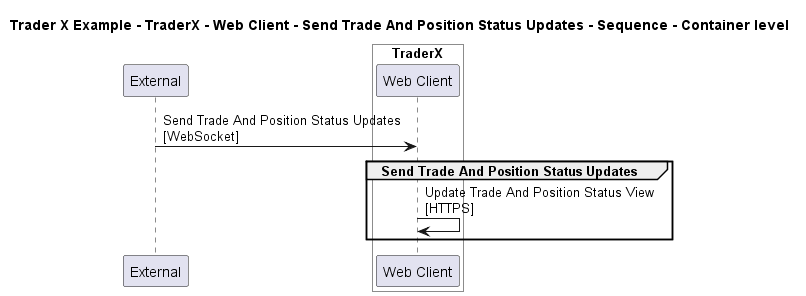 Trader X Example - TraderX - Web Client - Send Trade And Position Status Updates - Sequence - Container level
TraderX
External
Web Client
Send Trade And Position Status Updates
[WebSocket]
Send Trade And Position Status Updates
Update Trade And Position Status View
[HTTPS]
External
Web Client